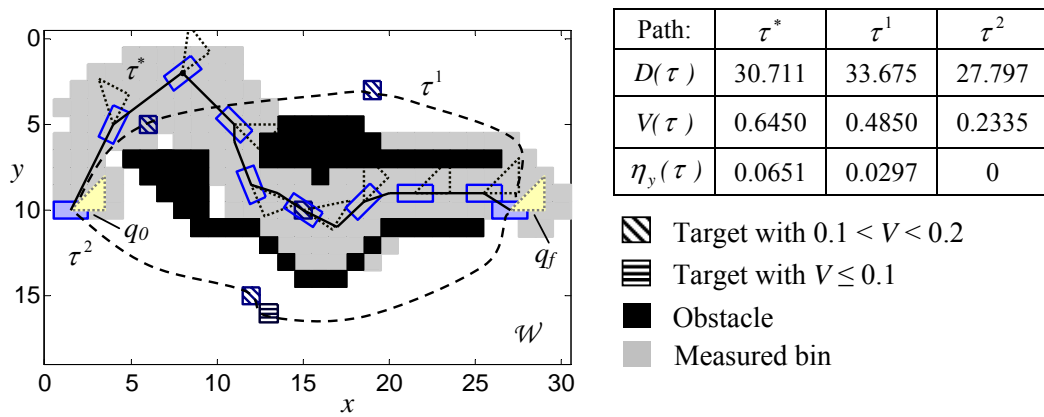 0
5
10
15
y
0 5 10 15 20 25 30
x
τ*
τ¹
τ²
q₀
q_f
𝒲
Path: τ* τ¹ τ²
D(τ) 30.711 33.675 27.797
V(τ) 0.6450 0.4850 0.2335
η_y(τ) 0.0651 0.0297 0
Target with 0.1 < V < 0.2
Target with V ≤ 0.1
Obstacle
Measured bin